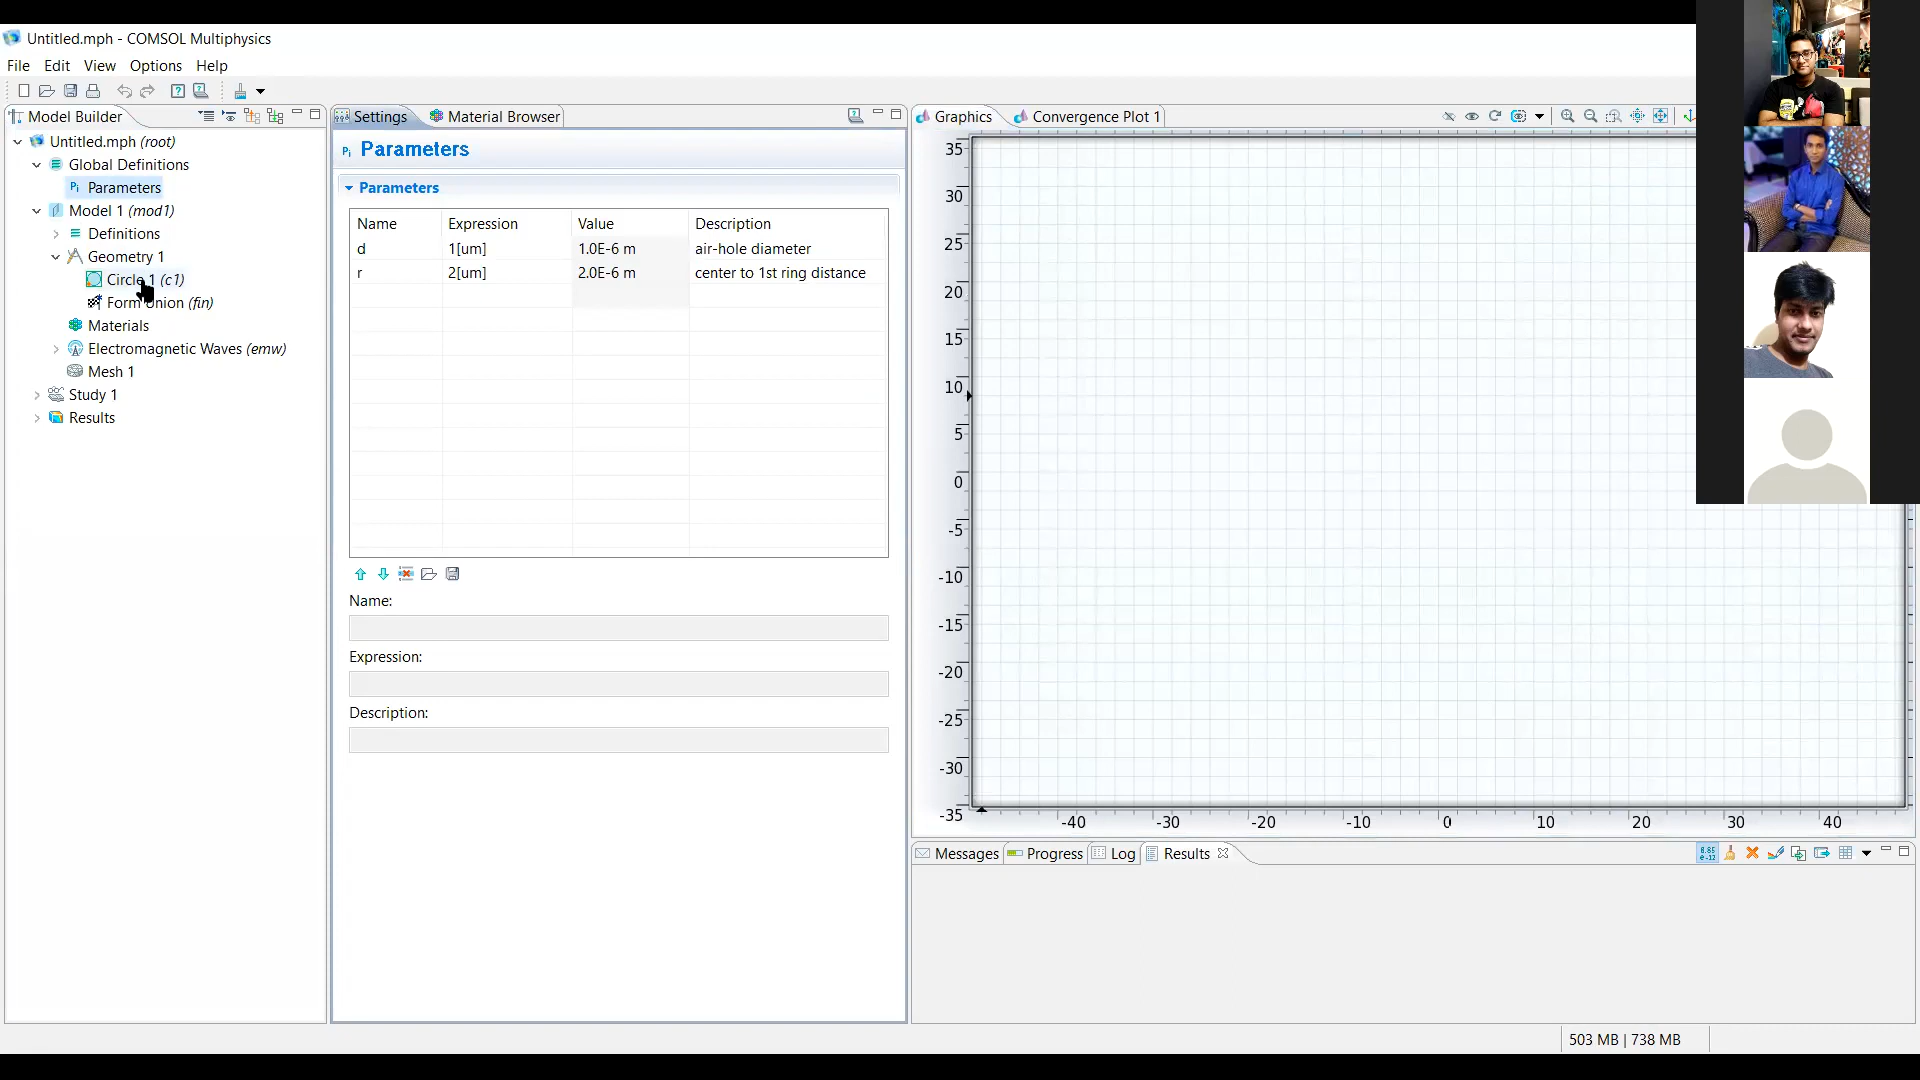 Untitled.mph - COMSOL Multiphysics
File Edit View Options Help
Model Builder
Untitled.mph (root)
Global Definitions
Pi Parameters
Model 1 (mod1)
Definitions
Geometry 1
Circle 1 (c1)
Form Union (fin)
Materials
Electromagnetic Waves (emw)
Mesh 1
Study 1
Results
Settings Material Browser
Pi Parameters
Parameters
Name Expression Value Description
d 1[um] 1.0E-6 m air-hole diameter
r 2[um] 2.0E-6 m center to 1st ring distance
Name:
Expression:
Description:
Graphics Convergence Plot 1
35
30
25
20
15
10
5
0
-5
-10
-15
-20
-25
-30
-35
-40 -30 -20 -10 0 10 20 30 40
Messages Progress Log Results
8.85
e-12
503 MB | 738 MB